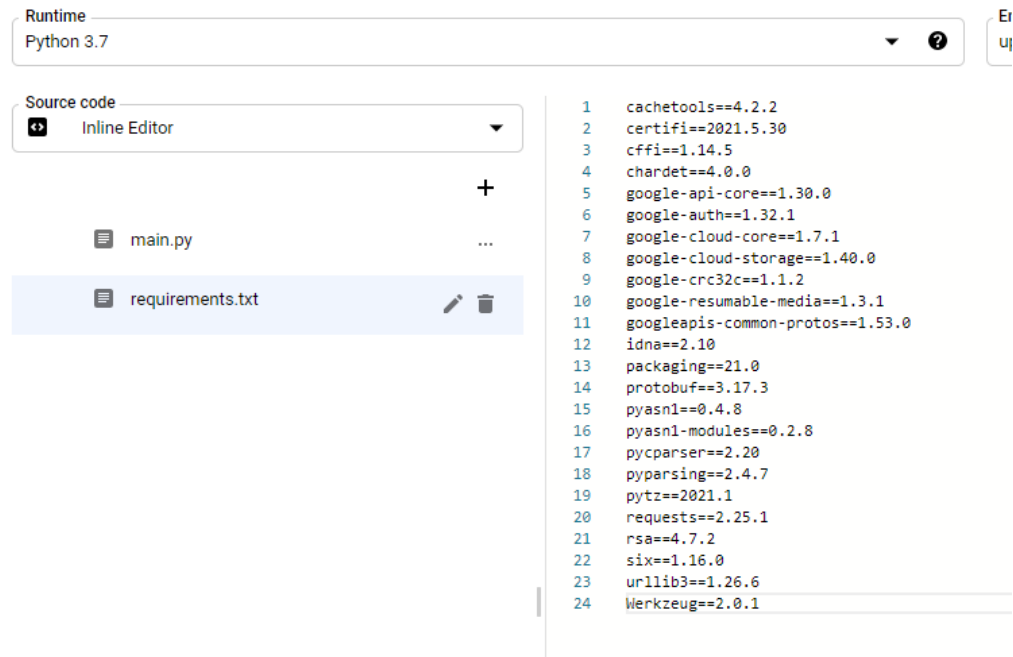 Runtime
Python 3.7
En
up
Source code
Inline Editor
+
main.py
...
requirements.txt
1 cachetools==4.2.2
2 certifi==2021.5.30
3 cffi==1.14.5
4 chardet==4.0.0
5 google-api-core==1.30.0
6 google-auth==1.32.1
7 google-cloud-core==1.7.1
8 google-cloud-storage==1.40.0
9 google-crc32c==1.1.2
10 google-resumable-media==1.3.1
11 googleapis-common-protos==1.53.0
12 idna==2.10
13 packaging==21.0
14 protobuf==3.17.3
15 pyasn1==0.4.8
16 pyasn1-modules==0.2.8
17 pycparser==2.20
18 pyparsing==2.4.7
19 pytz==2021.1
20 requests==2.25.1
21 rsa==4.7.2
22 six==1.16.0
23 urllib3==1.26.6
24 Werkzeug==2.0.1